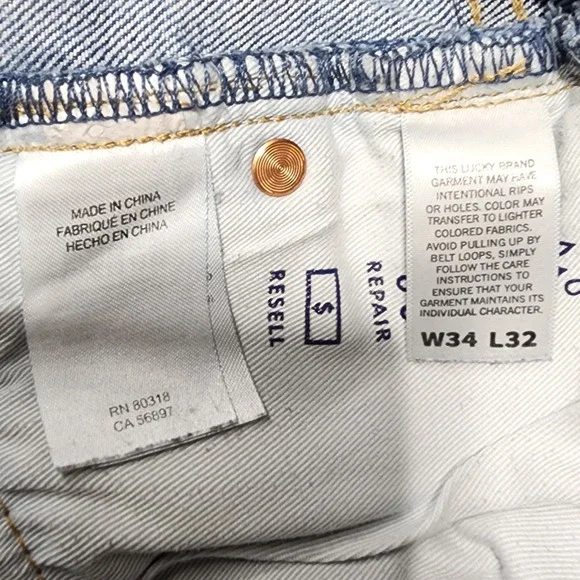 MADE IN CHINA
FABRIQUÉ EN CHINE
HECHO EN CHINA
RN 80318
CA 56897
$
RESELL
REPAIR
THIS LUCKY BRAND
GARMENT MAY HAVE
INTENTIONAL RIPS
OR HOLES. COLOR MAY
TRANSFER TO LIGHTER
COLORED FABRICS.
AVOID PULLING UP BY
BELT LOOPS, SIMPLY
FOLLOW THE CARE
INSTRUCTIONS TO
ENSURE THAT YOUR
GARMENT MAINTAINS ITS
INDIVIDUAL CHARACTER.
W34 L32